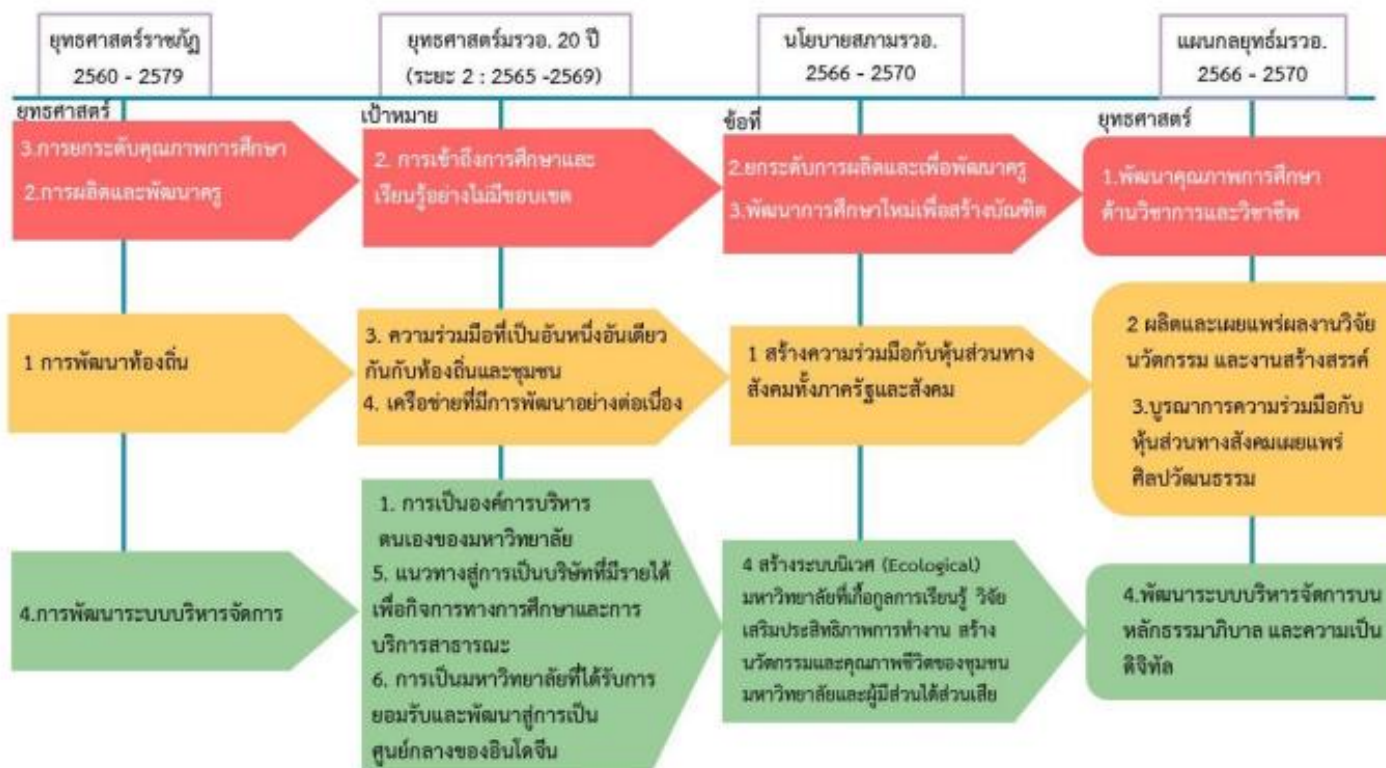 ยุทธศาสตร์ราชภัฏ
2560 - 2579
ยุทธศาสตร์มรวอ. 20 ปี
(ระยะ 2 : 2565 -2569)
นโยบายสภามรวอ.
2566 - 2570
แผนกลยุทธ์มรวอ.
2566 - 2570
ยุทธศาสตร์
3.การยกระดับคุณภาพการศึกษา
2.การผลิตและพัฒนาครู
เป้าหมาย
2. การเข้าถึงการศึกษาและ
เรียนรู้อย่างไม่มีขอบเขต
ข้อที่
2.ยกระดับการผลิตและเพื่อพัฒนาครู
3.พัฒนาการศึกษาใหม่เพื่อสร้างบัณฑิต
ยุทธศาสตร์
1.พัฒนาคุณภาพการศึกษา
ด้านวิชาการและวิชาชีพ
1 การพัฒนาท้องถิ่น
3. ความร่วมมือที่เป็นอันหนึ่งอันเดียว
กันกับท้องถิ่นและชุมชน
4. เครือข่ายที่มีการพัฒนาอย่างต่อเนื่อง
1 สร้างความร่วมมือกับหุ้นส่วนทาง
สังคมทั้งภาครัฐและสังคม
2 ผลิตและเผยแพร่ผลงานวิจัย
นวัตกรรม และงานสร้างสรรค์
3.บูรณาการความร่วมมือกับ
หุ้นส่วนทางสังคมเผยแพร่
ศิลปวัฒนธรรม
4.การพัฒนาระบบบริหารจัดการ
1. การเป็นองค์การบริหาร
ตนเองของมหาวิทยาลัย
5. แนวทางสู่การเป็นบริษัทที่มีรายได้
เพื่อกิจการทางการศึกษาและการ
บริการสาธารณะ
6. การเป็นมหาวิทยาลัยที่ได้รับการ
ยอมรับและพัฒนาสู่การเป็น
ศูนย์กลางของอินโดจีน
4 สร้างระบบนิเวศ (Ecological)
มหาวิทยาลัยที่เกื้อกูลการเรียนรู้ วิจัย
เสริมประสิทธิภาพการทำงาน สร้าง
นวัตกรรมและคุณภาพชีวิตของชุมชน
มหาวิทยาลัยและผู้มีส่วนได้ส่วนเสีย
4.พัฒนาระบบบริหารจัดการบน
หลักธรรมาภิบาล และความเป็น
ดิจิทัล